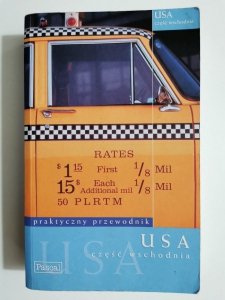 USA
część wschodnia
RATES
$1 15 First 1/8 Mil
15¢ Each Additional mil 1/8 Mil
50 PLRTM
praktyczny przewodnik
USA
USA
część wschodnia
Pascal